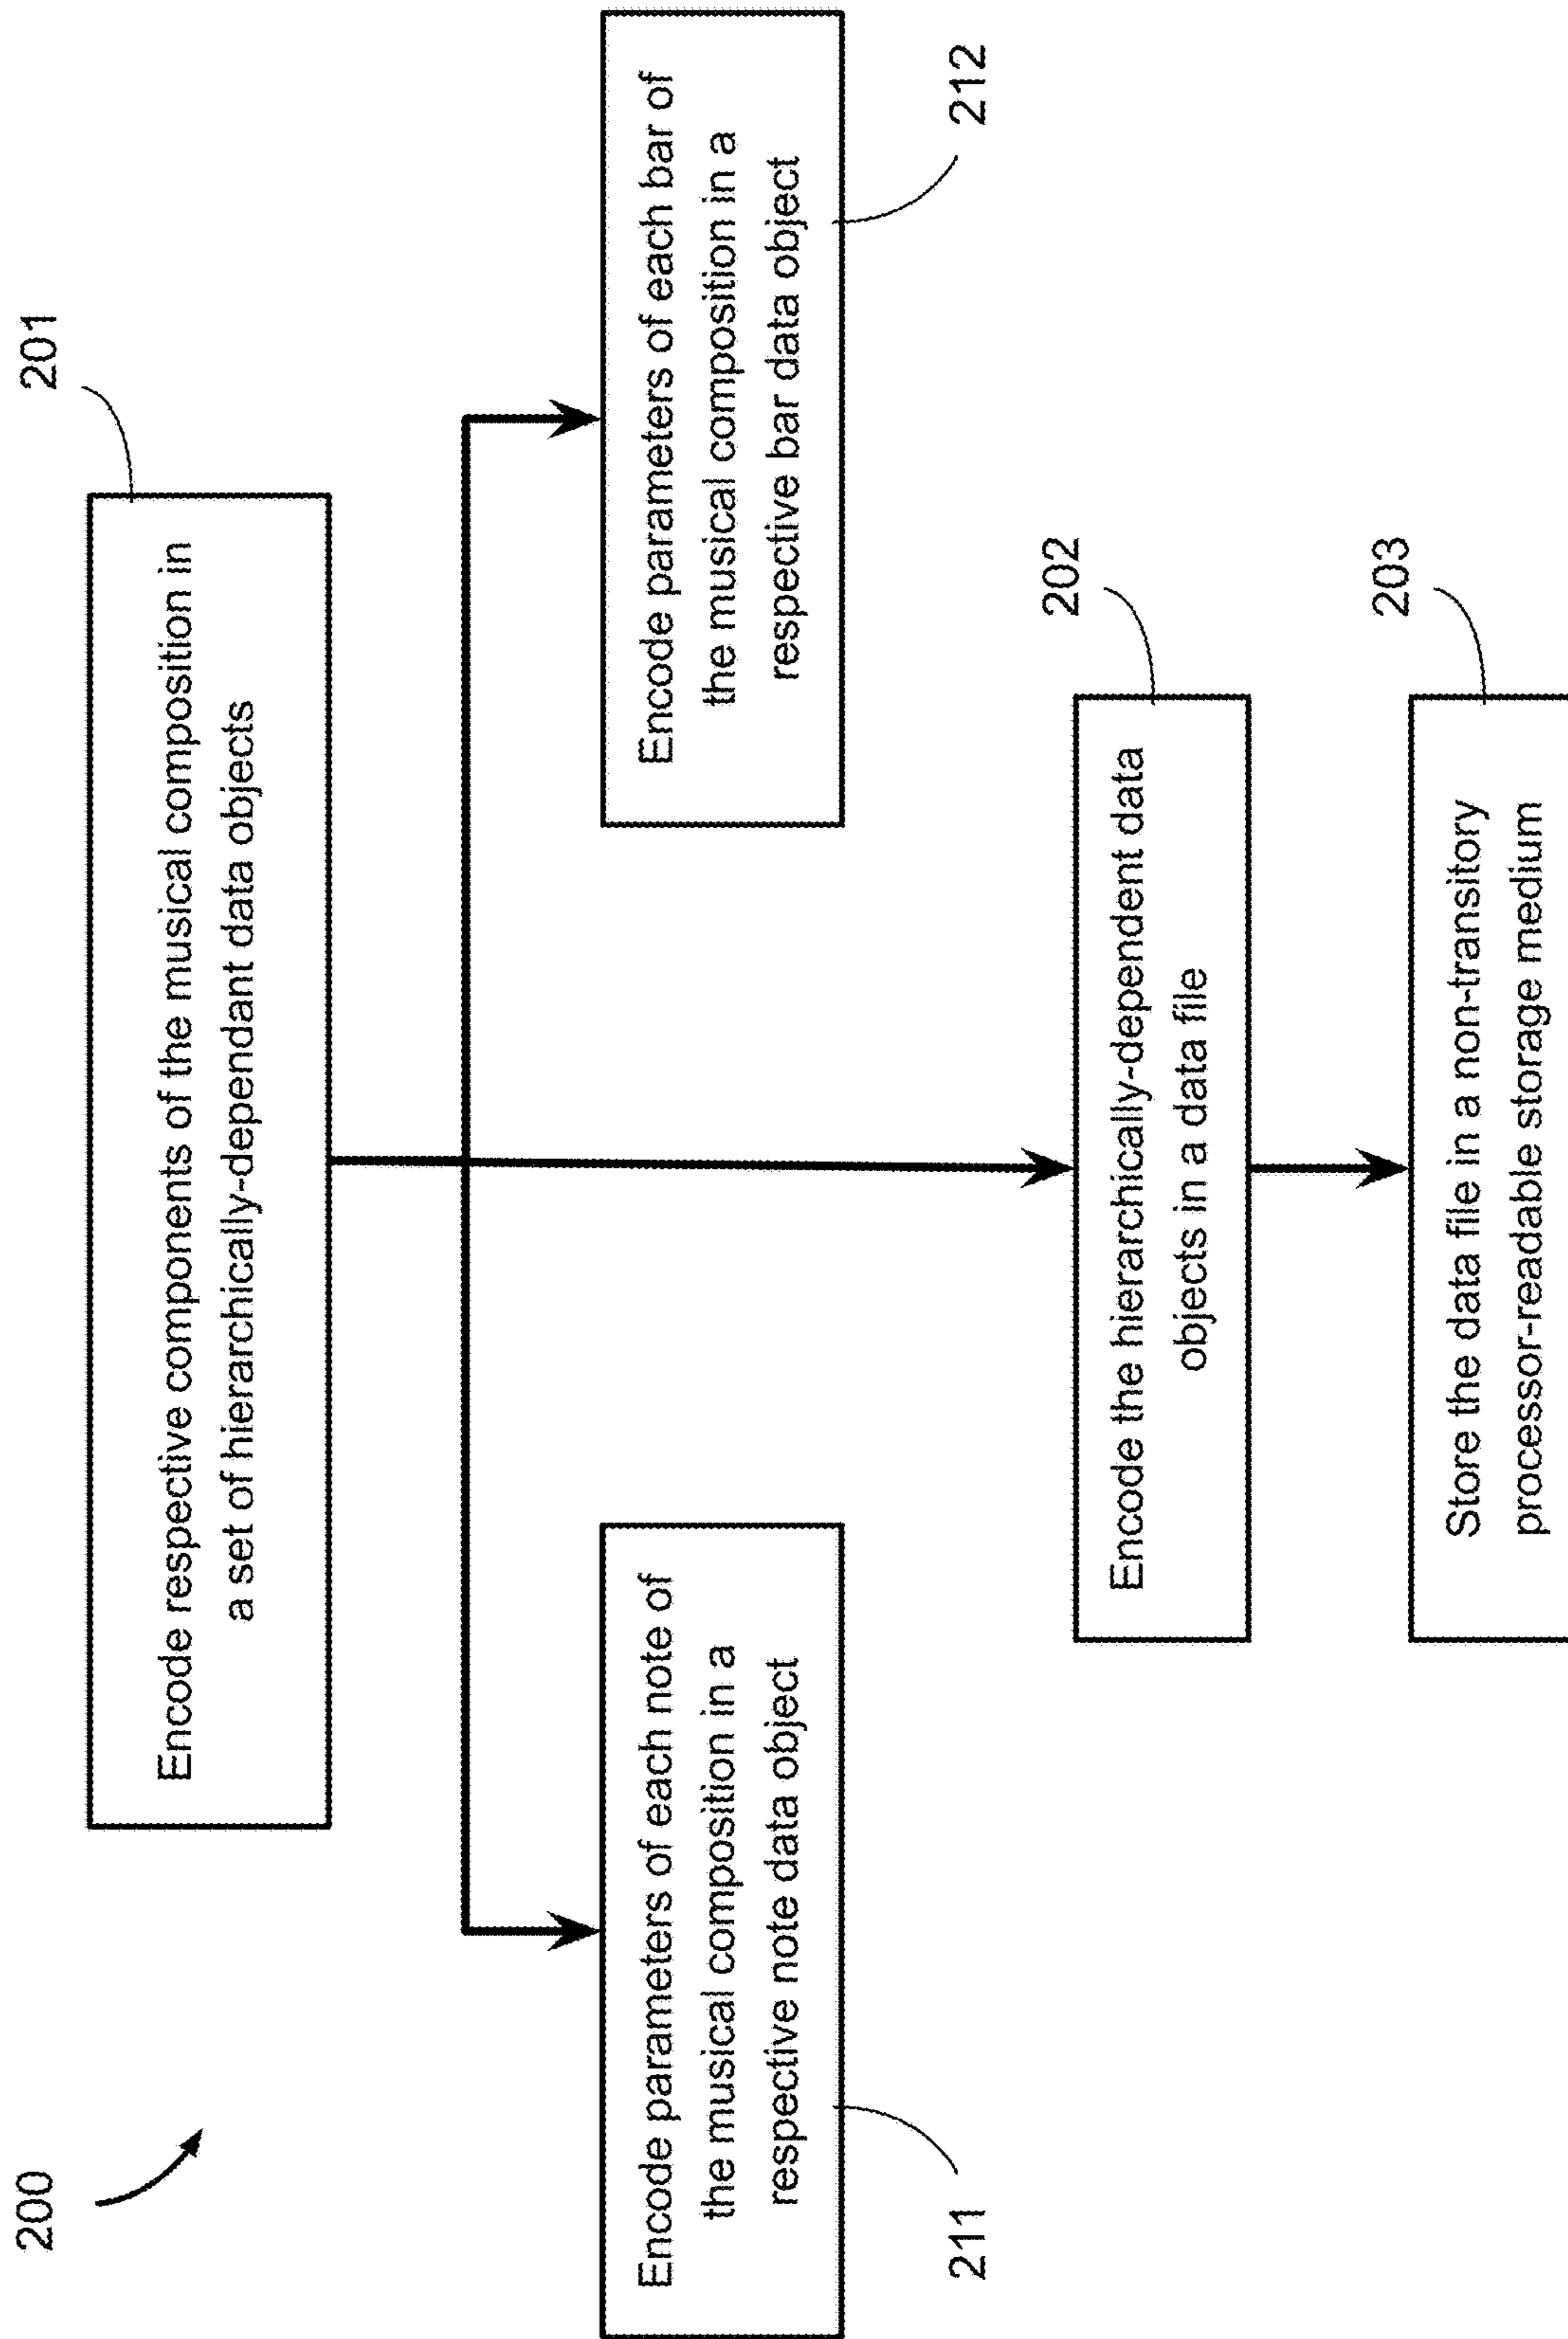 200
201
Encode respective components of the musical composition in
a set of hierarchically-dependant data objects
Encode parameters of each note of
the musical composition in a
respective note data object
211
Encode parameters of each bar of
the musical composition in a
respective bar data object
212
202
Encode the hierarchically-dependent data
objects in a data file
203
Store the data file in a non-transitory
processor-readable storage medium